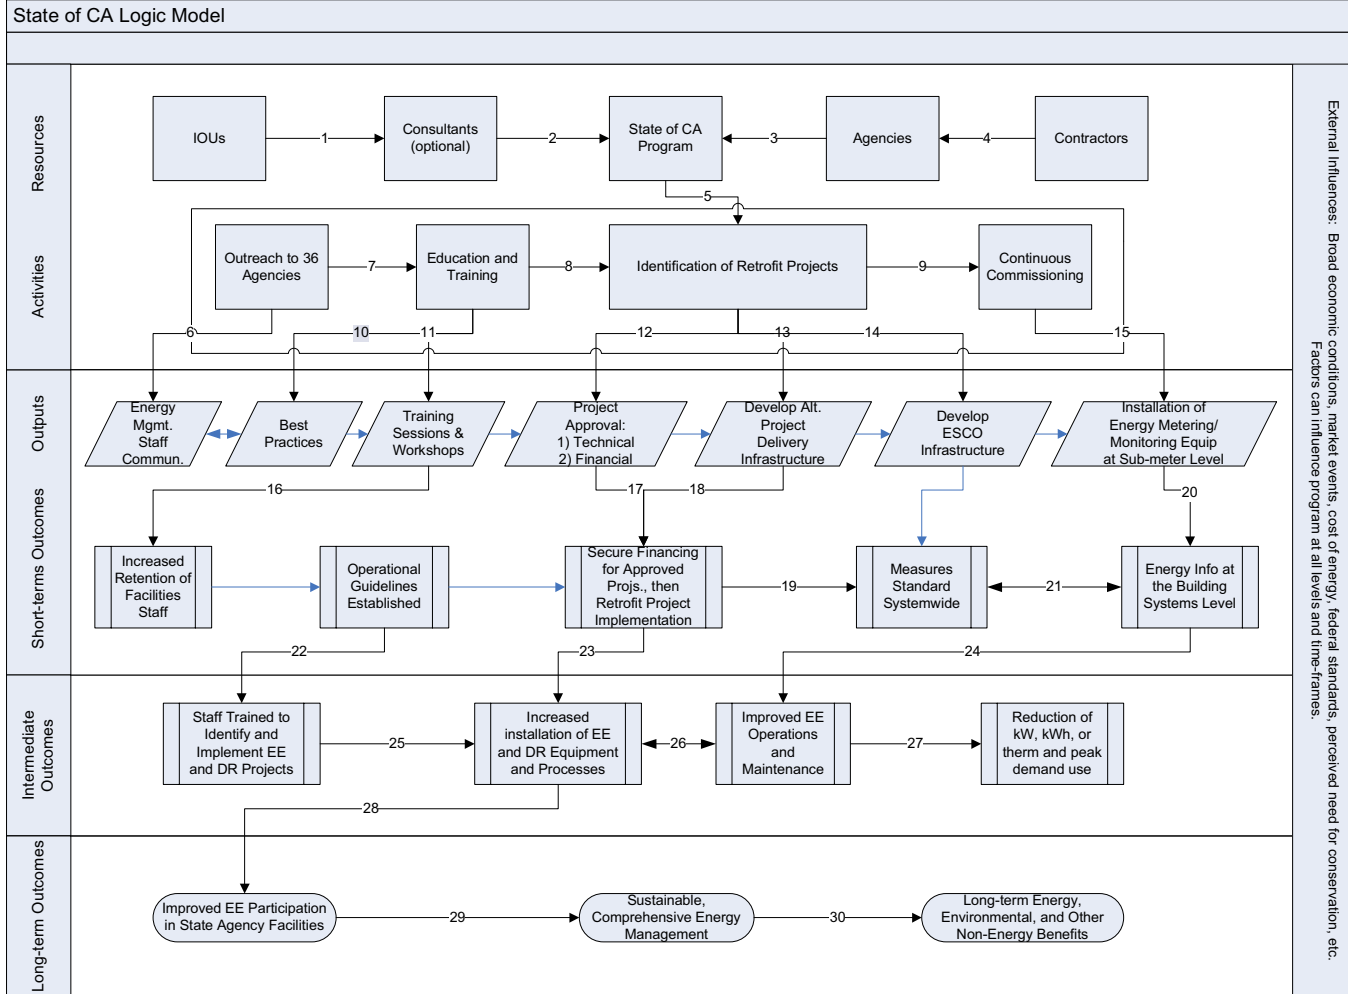 State of CA Logic Model
Resources
IOUs
1
Consultants
(optional)
2
State of CA
Program
3
Agencies
4
Contractors
5
Activities
Outreach to 36
Agencies
7
Education and
Training
8
Identification of Retrofit Projects
9
Continuous
Commissioning
6
10
11
12
13
14
15
Outputs
Energy
Mgmt.
Staff
Commun.
Best
Practices
Training
Sessions &
Workshops
Project
Approval:
1) Technical
2) Financial
Develop Alt.
Project
Delivery
Infrastructure
Develop
ESCO
Infrastructure
Installation of
Energy Metering/
Monitoring Equip
at Sub-meter Level
16
17
18
20
Short-terms Outcomes
Increased
Retention of
Facilities
Staff
Operational
Guidelines
Established
Secure Financing
for Approved
Projs., then
Retrofit Project
Implementation
19
Measures
Standard
Systemwide
21
Energy Info at
the Building
Systems Level
22
23
24
Intermediate
Outcomes
Staff Trained to
Identify and
Implement EE
and DR Projects
25
Increased
installation of EE
and DR Equipment
and Processes
26
Improved EE
Operations
and
Maintenance
27
Reduction of
kW, kWh, or
therm and peak
demand use
28
Long-term Outcomes
Improved EE Participation
in State Agency Facilities
29
Sustainable,
Comprehensive Energy
Management
30
Long-term Energy,
Environmental, and Other
Non-Energy Benefits
External Influences: Broad economic conditions, market events, cost of energy, federal standards, perceived need for conservation, etc.
Factors can influence program at all levels and time-frames.